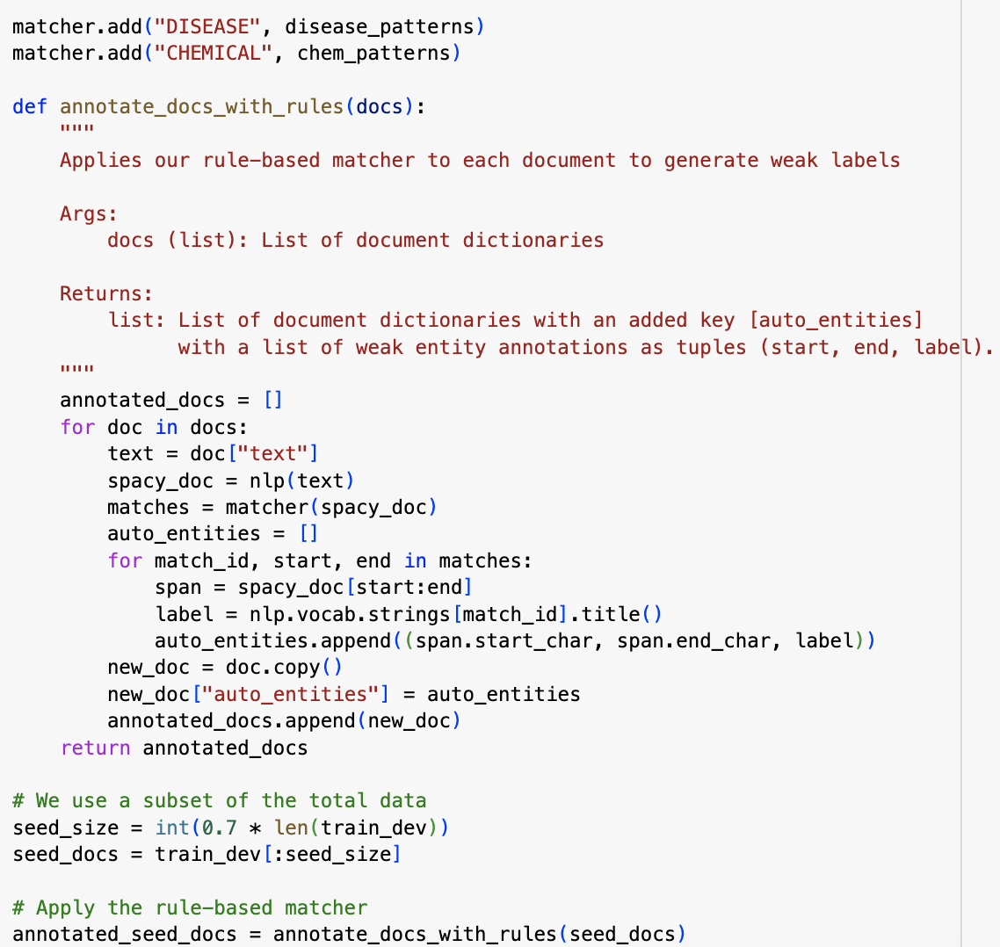 matcher.add("DISEASE", disease_patterns)
matcher.add("CHEMICAL", chem_patterns)

def annotate_docs_with_rules(docs):
    """
    Applies our rule-based matcher to each document to generate weak labels

    Args:
        docs (list): List of document dictionaries

    Returns:
        list: List of document dictionaries with an added key [auto_entities]
              with a list of weak entity annotations as tuples (start, end, label).
    """
    annotated_docs = []
    for doc in docs:
        text = doc["text"]
        spacy_doc = nlp(text)
        matches = matcher(spacy_doc)
        auto_entities = []
        for match_id, start, end in matches:
            span = spacy_doc[start:end]
            label = nlp.vocab.strings[match_id].title()
            auto_entities.append((span.start_char, span.end_char, label))
        new_doc = doc.copy()
        new_doc["auto_entities"] = auto_entities
        annotated_docs.append(new_doc)
    return annotated_docs

# We use a subset of the total data
seed_size = int(0.7 * len(train_dev))
seed_docs = train_dev[:seed_size]

# Apply the rule-based matcher
annotated_seed_docs = annotate_docs_with_rules(seed_docs)